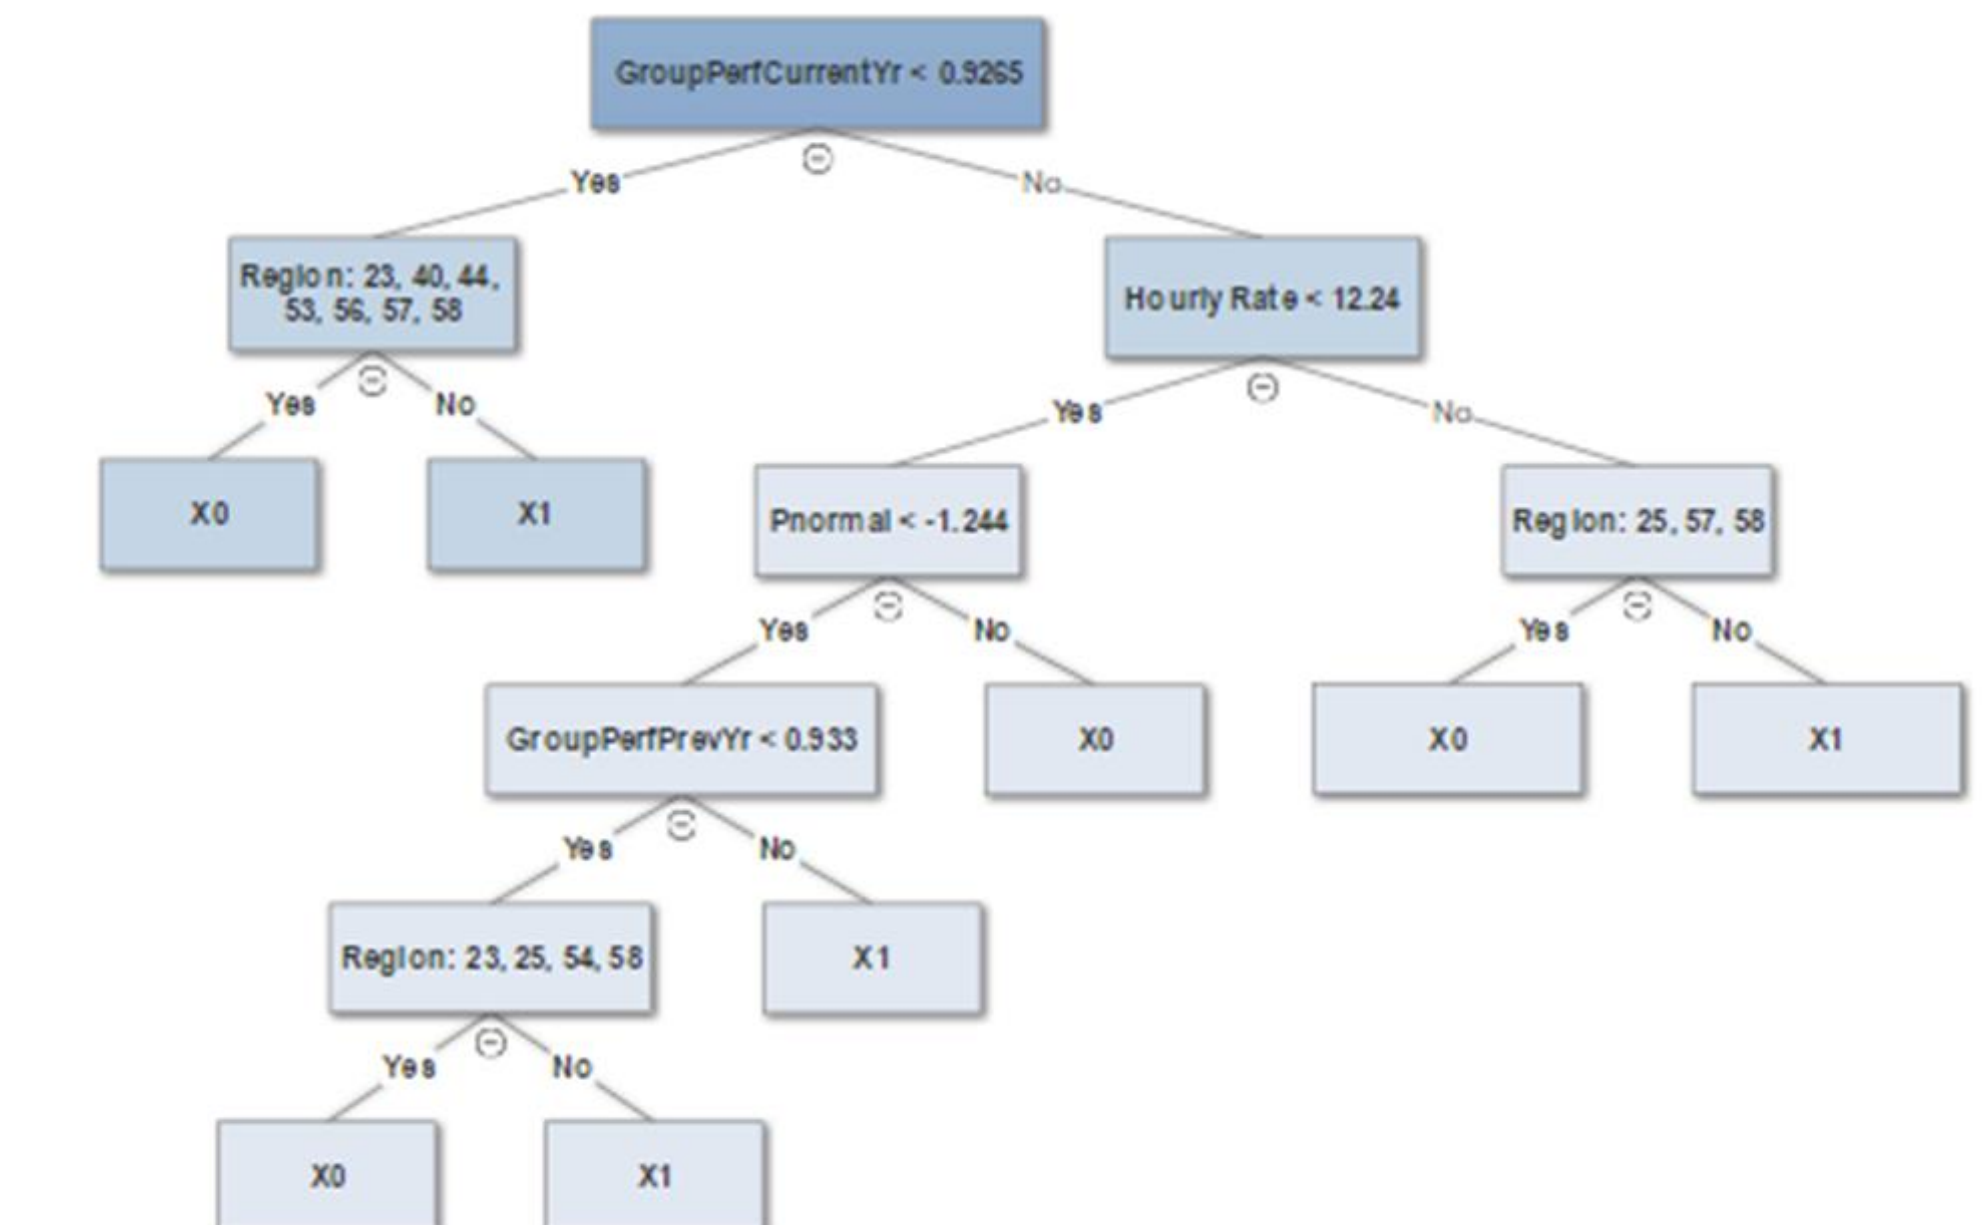 GroupPerfCurrentYr < 0.9265
Yes
No
Region: 23, 40, 44,
53, 56, 57, 58
Hourly Rate < 12.24
Yes
No
Yes
No
X0
X1
Pnormal < -1.244
Region: 25, 57, 58
Yes
No
Yes
No
GroupPerfPrevYr < 0.933
X0
X0
X1
Yes
No
Region: 23, 25, 54, 58
X1
Yes
No
X0
X1